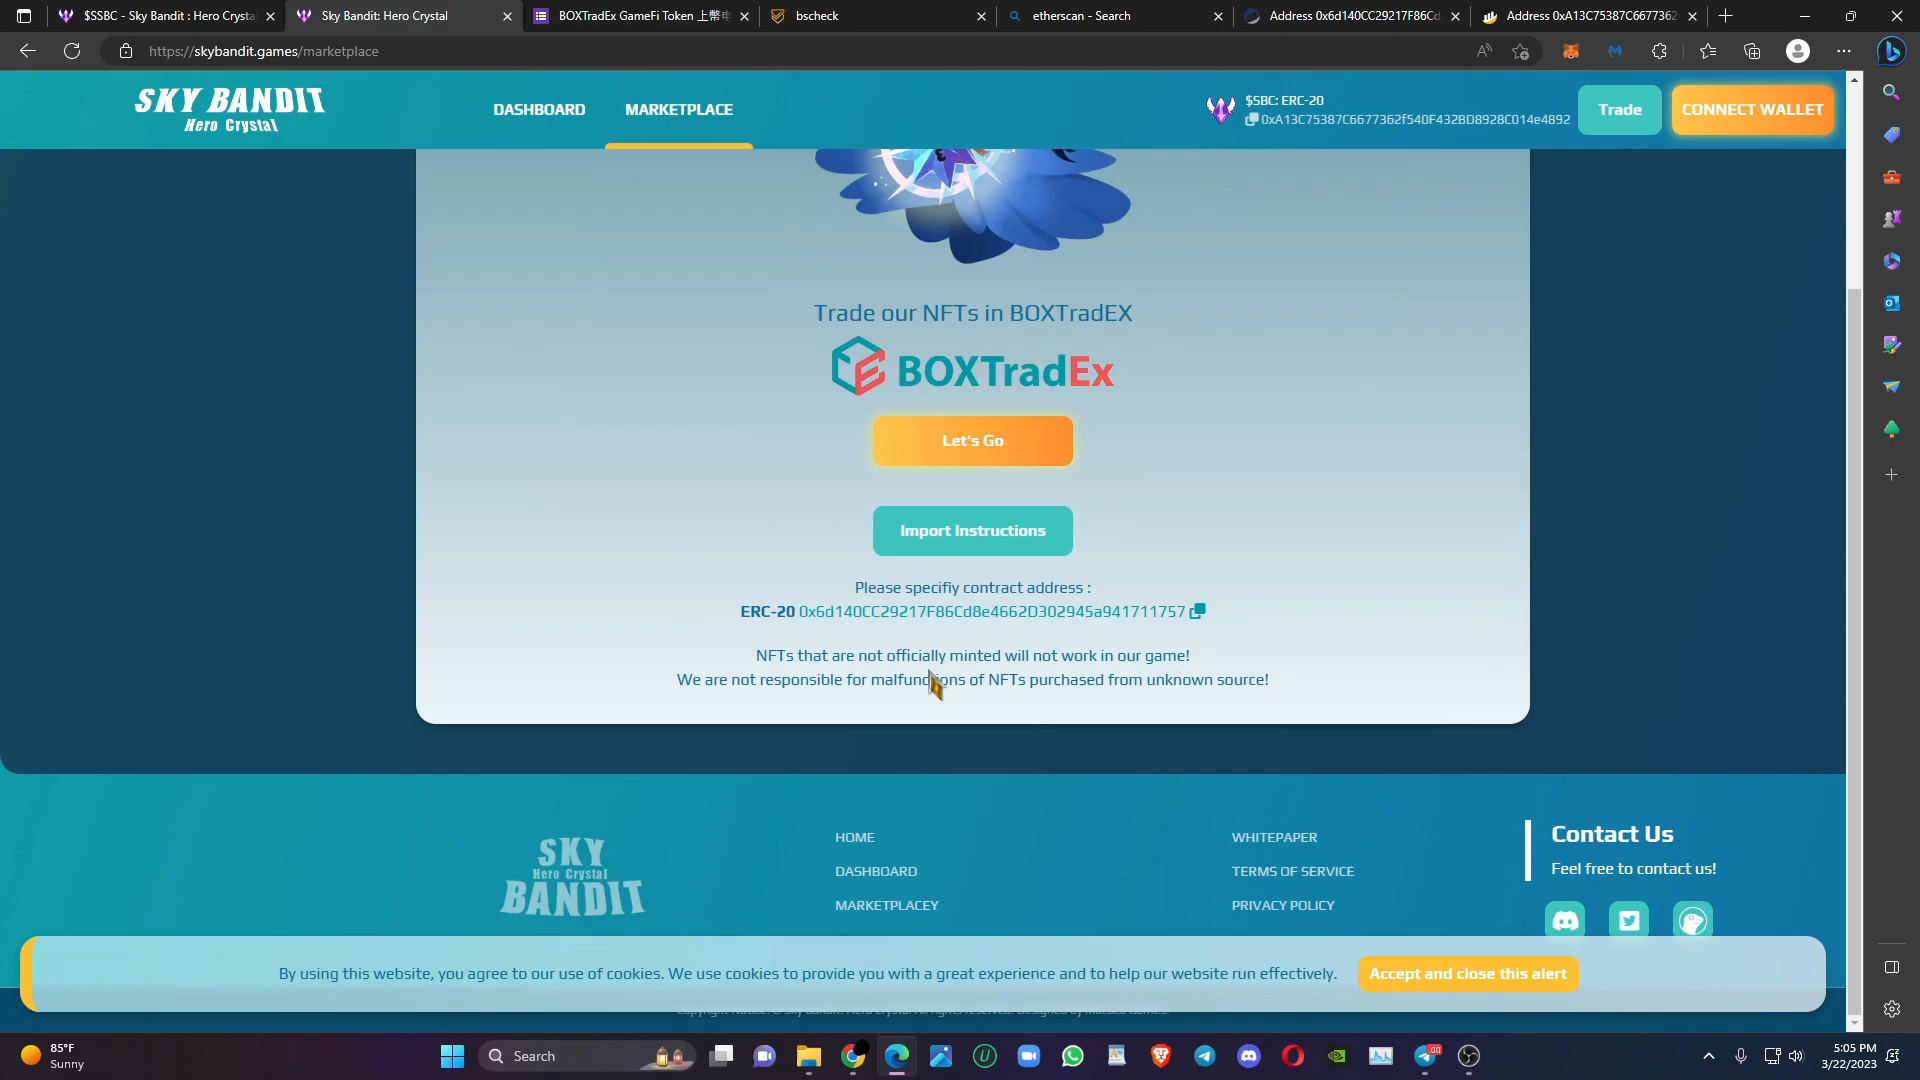 $SSBC - Sky Bandit : Hero Crysta
Sky Bandit: Hero Crystal
BOXTradEx GameFi Token 上幣申
bscheck
etherscan - Search
Address 0x6d140CC29217F86Cd
Address 0xA13C75387C6677362
https://skybandit.games/marketplace
SKY BANDIT
Hero Crystal
DASHBOARD
MARKETPLACE
$SBC: ERC-20
0xA13C75387C6677362f540F432BD8928C014e4892
Trade
CONNECT WALLET
Trade our NFTs in BOXTradEX
BOXTradEx
Let's Go
Import Instructions
Please specifiy contract address :
ERC-20 0x6d140CC29217F86Cd8e4662D302945a941711757
NFTs that are not officially minted will not work in our game!
We are not responsible for malfunctions of NFTs purchased from unknown source!
SKY
Hero Crystal
BANDIT
HOME
DASHBOARD
MARKETPLACEY
WHITEPAPER
TERMS OF SERVICE
PRIVACY POLICY
Contact Us
Feel free to contact us!
By using this website, you agree to our use of cookies. We use cookies to provide you with a great experience and to help our website run effectively.
Accept and close this alert
85°F
Sunny
Search
5:05 PM
3/22/2023